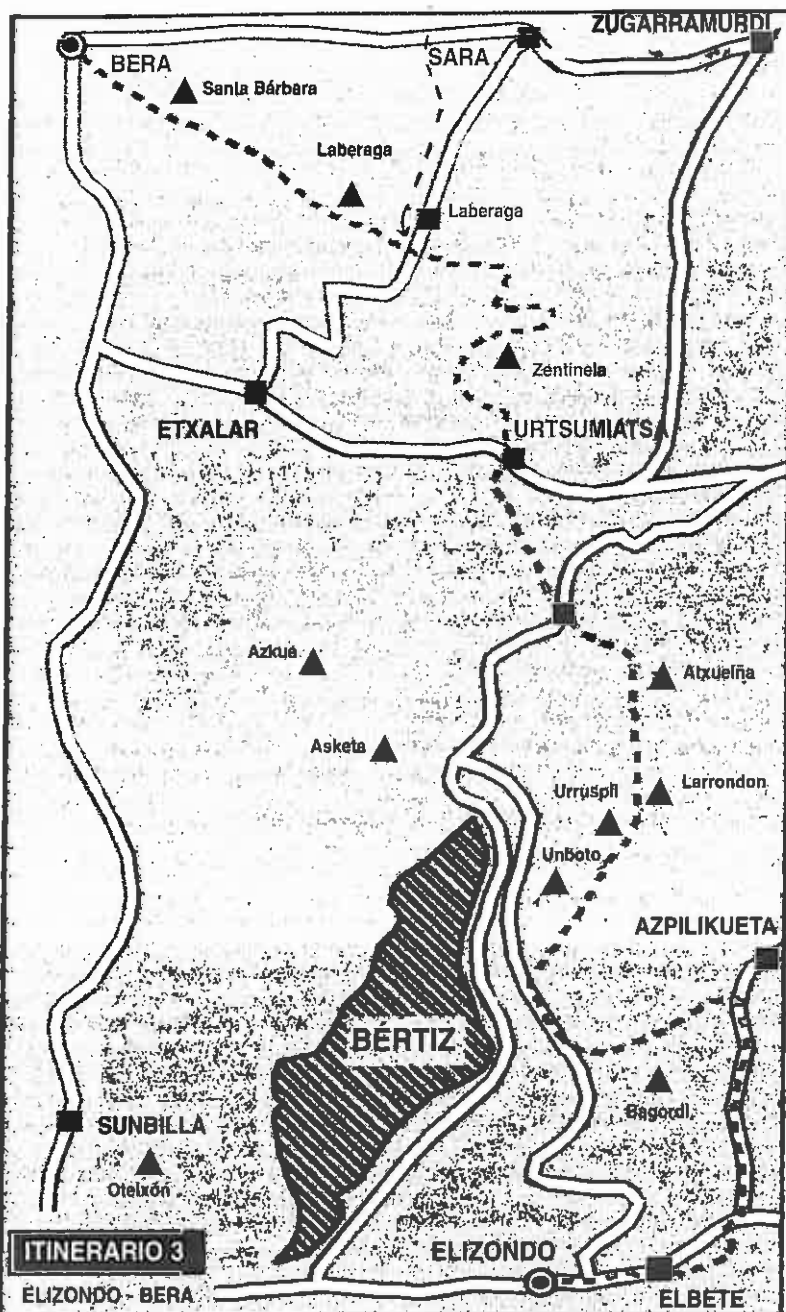 ZUGARRAMURDI
BERA
SARA
Santa Bárbara
Laberaga
Laberaga
Zentinela
ETXALAR
URTSUMIATSA
Azkua
Atxuelña
Asketa
Larrondon
Urruspil
Unboto
AZPILIKUETA
BÉRTIZ
Bagordi
SUNBILLA
Oteixón
ITINERARIO 3
ELIZONDO
ELIZONDO - BERA
ELBETE